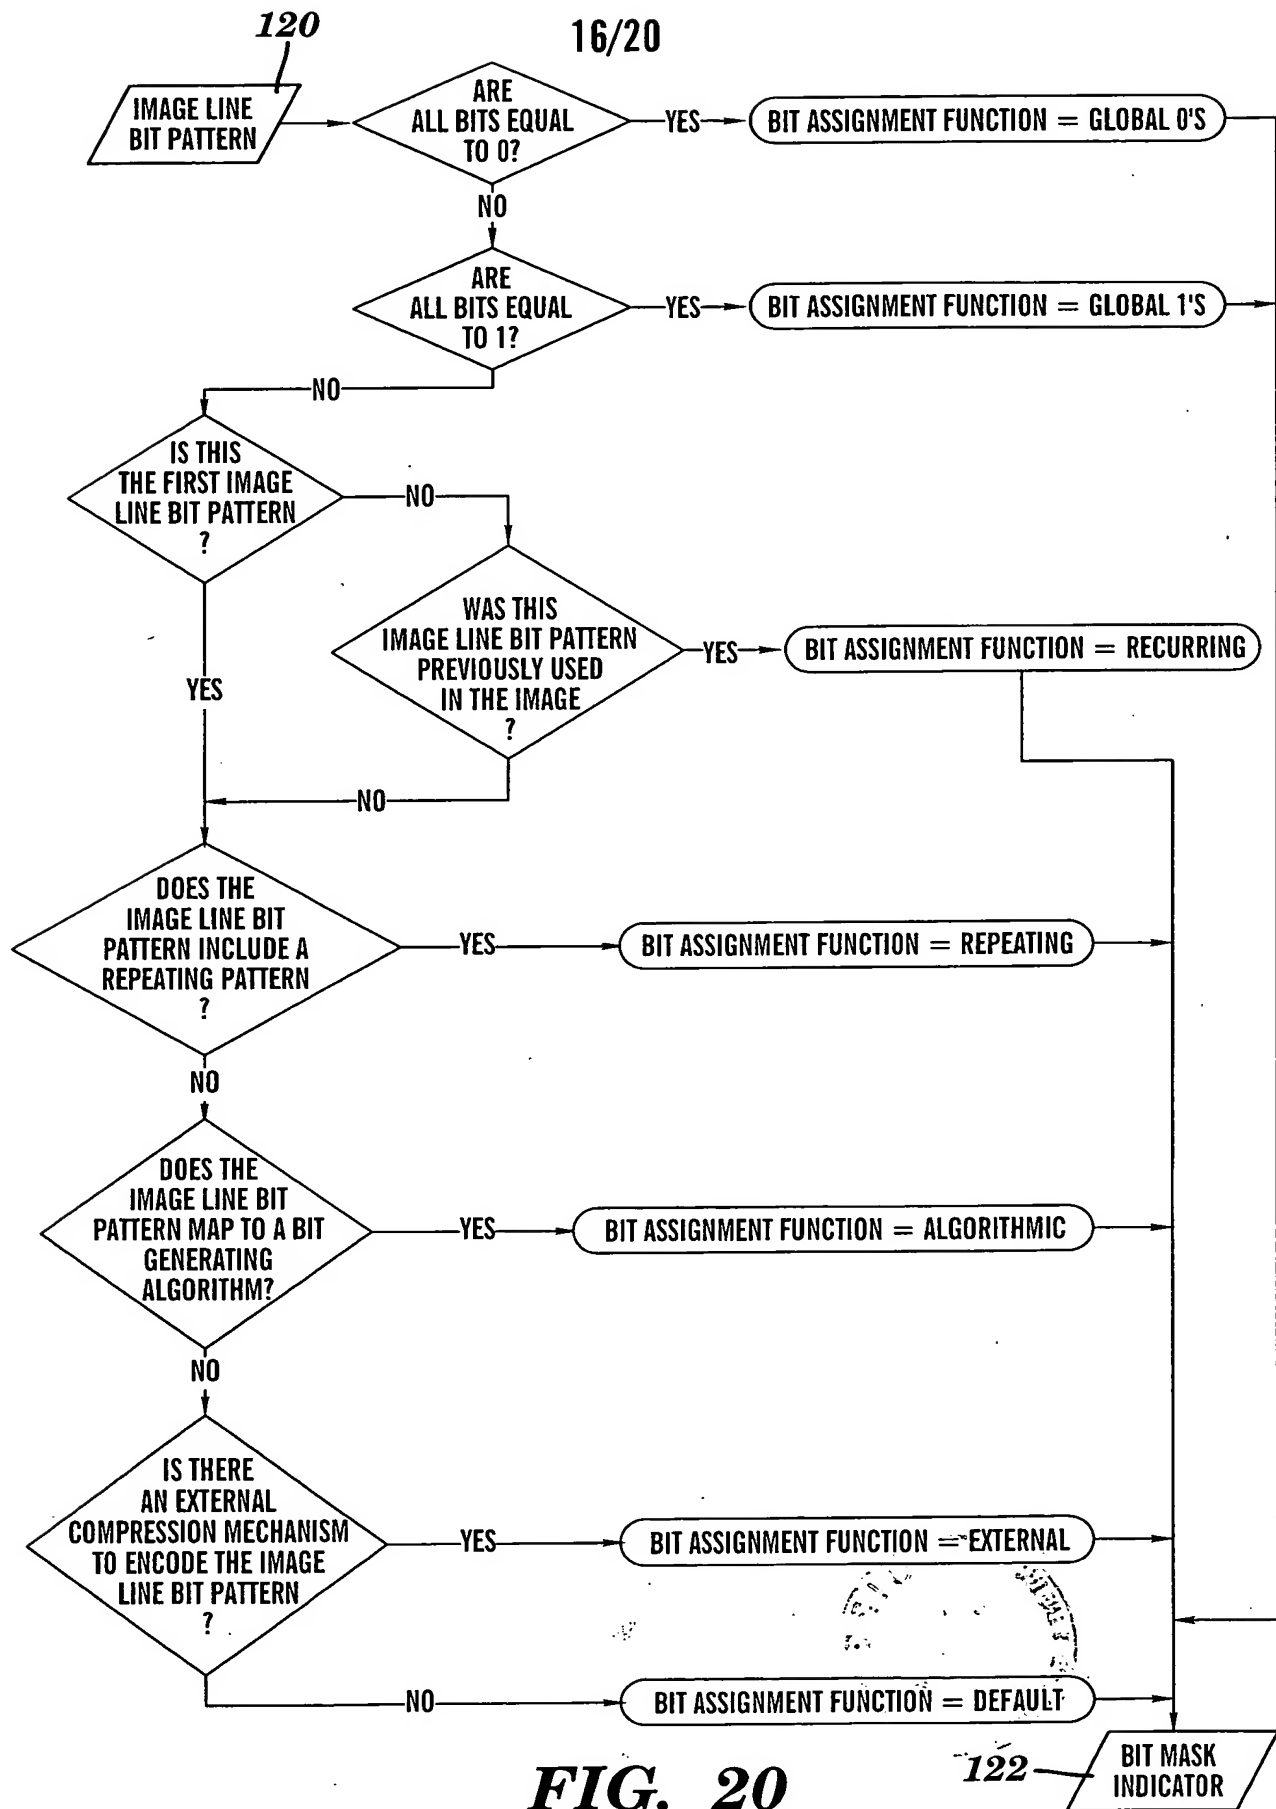 120
16/20
IMAGE LINE
BIT PATTERN
ARE
ALL BITS EQUAL
TO 0?
YES
BIT ASSIGNMENT FUNCTION = GLOBAL 0'S
NO
ARE
ALL BITS EQUAL
TO 1?
YES
BIT ASSIGNMENT FUNCTION = GLOBAL 1'S
NO
IS THIS
THE FIRST IMAGE
LINE BIT PATTERN
?
NO
WAS THIS
IMAGE LINE BIT PATTERN
PREVIOUSLY USED
IN THE IMAGE
?
YES
BIT ASSIGNMENT FUNCTION = RECURRING
YES
NO
DOES THE
IMAGE LINE BIT
PATTERN INCLUDE A
REPEATING PATTERN
?
YES
BIT ASSIGNMENT FUNCTION = REPEATING
NO
DOES THE
IMAGE LINE BIT
PATTERN MAP TO A BIT
GENERATING
ALGORITHM?
YES
BIT ASSIGNMENT FUNCTION = ALGORITHMIC
NO
IS THERE
AN EXTERNAL
COMPRESSION MECHANISM
TO ENCODE THE IMAGE
LINE BIT PATTERN
?
YES
BIT ASSIGNMENT FUNCTION = EXTERNAL
NO
BIT ASSIGNMENT FUNCTION = DEFAULT
122
BIT MASK
INDICATOR
FIG. 20